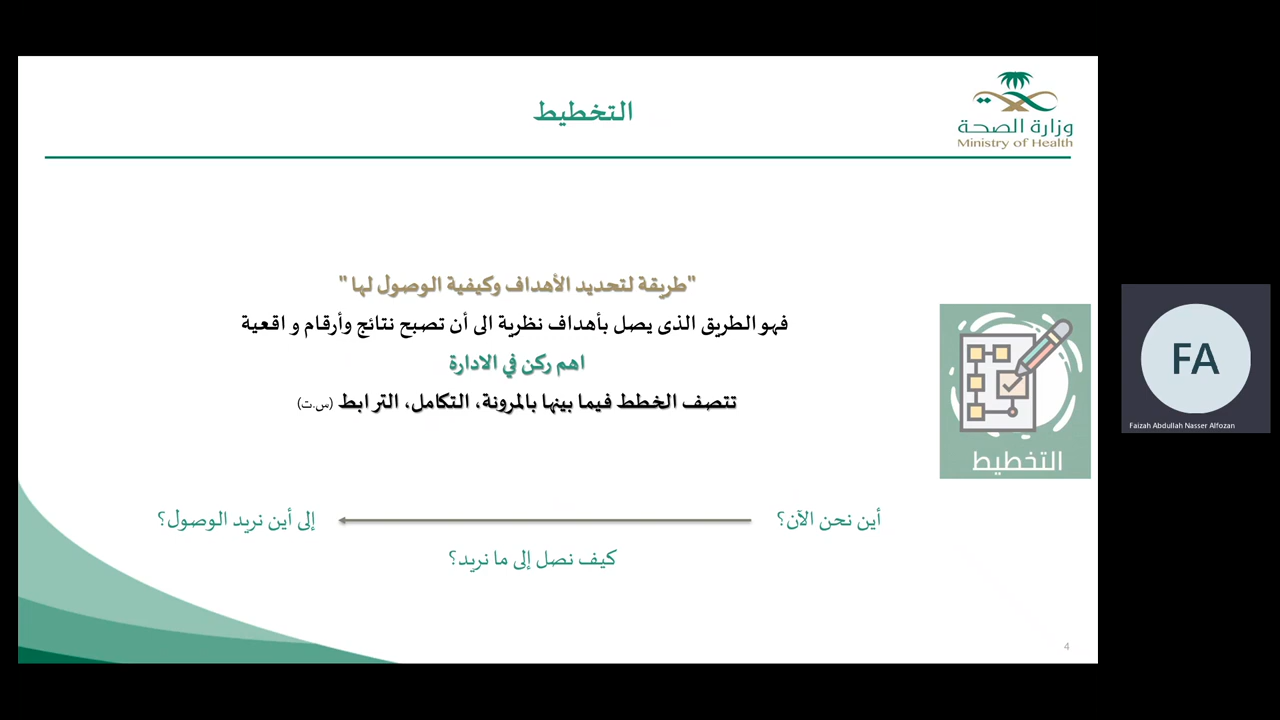 التخطيط
وزارة الصحة
Ministry of Health
"طريقة لتحديد الأهداف وكيفية الوصول لها "
فهو الطريق الذى يصل بأهداف نظرية الى أن تصبح نتائج وأرقام و اقعية
اهم ركن في الادارة
تتصف الخطط فيما بينها بالمرونة، التكامل، التر ابط (س.ت)
التخطيط
أين نحن الآن؟
إلى أين نريد الوصول؟
كيف نصل إلى ما نريد؟
4
FA
Faizah Abdullah Nasser Alfozan